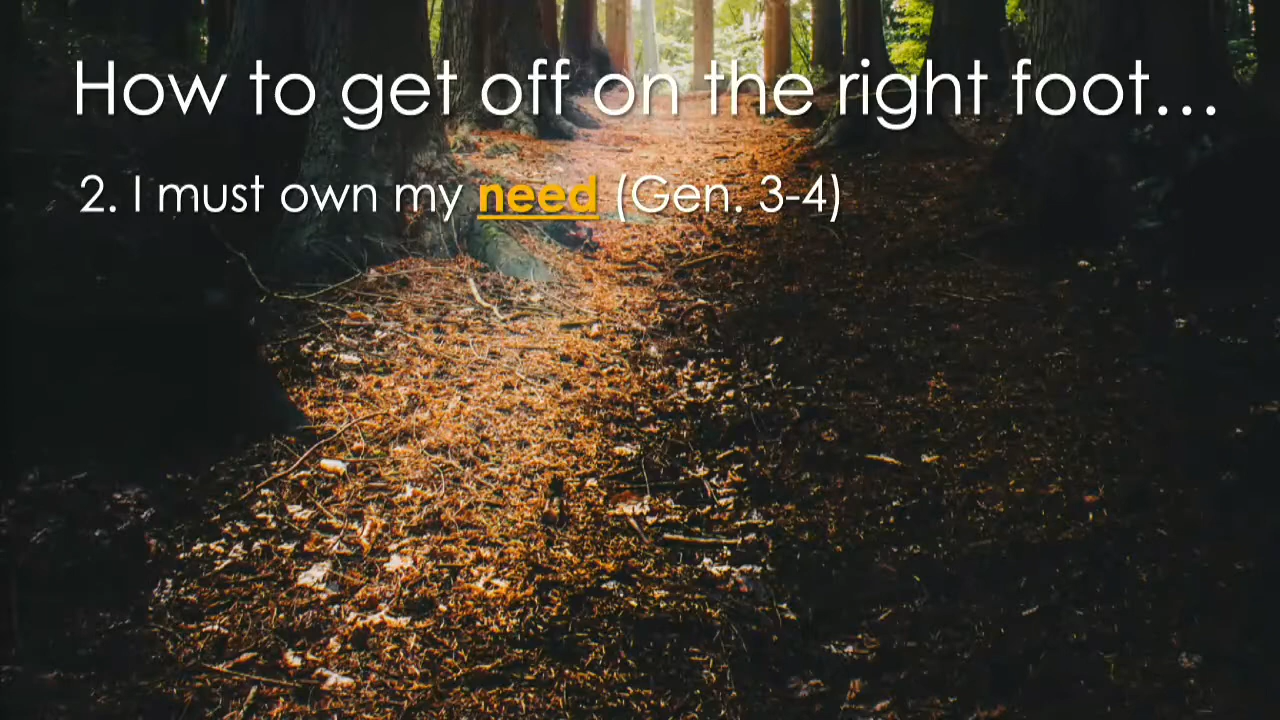 How to get off on the right foot…
2. I must own my need (Gen. 3-4)